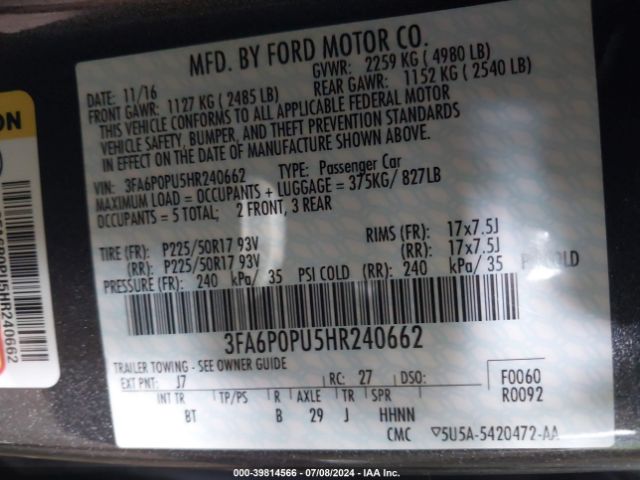 MFD. BY FORD MOTOR CO.
DATE: 11/16 GVWR: 2259 KG ( 4980 LB)
FRONT GAWR: 1127 KG ( 2485 LB) REAR GAWR: 1152 KG ( 2540 LB)
THIS VEHICLE CONFORMS TO ALL APPLICABLE FEDERAL MOTOR
VEHICLE SAFETY, BUMPER, AND THEFT PREVENTION STANDARDS
IN EFFECT ON THE DATE OF MANUFACTURE SHOWN ABOVE.
VIN: 3FA6P0PU5HR240662 TYPE: Passenger Car
MAXIMUM LOAD = OCCUPANTS + LUGGAGE = 375KG/ 827LB
OCCUPANTS = 5 TOTAL; 2 FRONT, 3 REAR
TIRE (FR): P225/50R17 93V RIMS (FR): 17x7.5J
(RR): P225/50R17 93V (RR): 17x7.5J
PRESSURE (FR): 240 kPa/ 35 PSI COLD (RR): 240 kPa/ 35 PSI COLD
3FA6P0PU5HR240662
TRAILER TOWING - SEE OWNER GUIDE
EXT PNT: J7 RC: 27 DSO: F0060
INT TR TP/PS R AXLE TR SPR R0092
BT B 29 J HHNN
CMC 5U5A-5420472-AA
ON
3FA6P0PU5HR240662
000-39814566 - 07/08/2024 - IAA Inc.